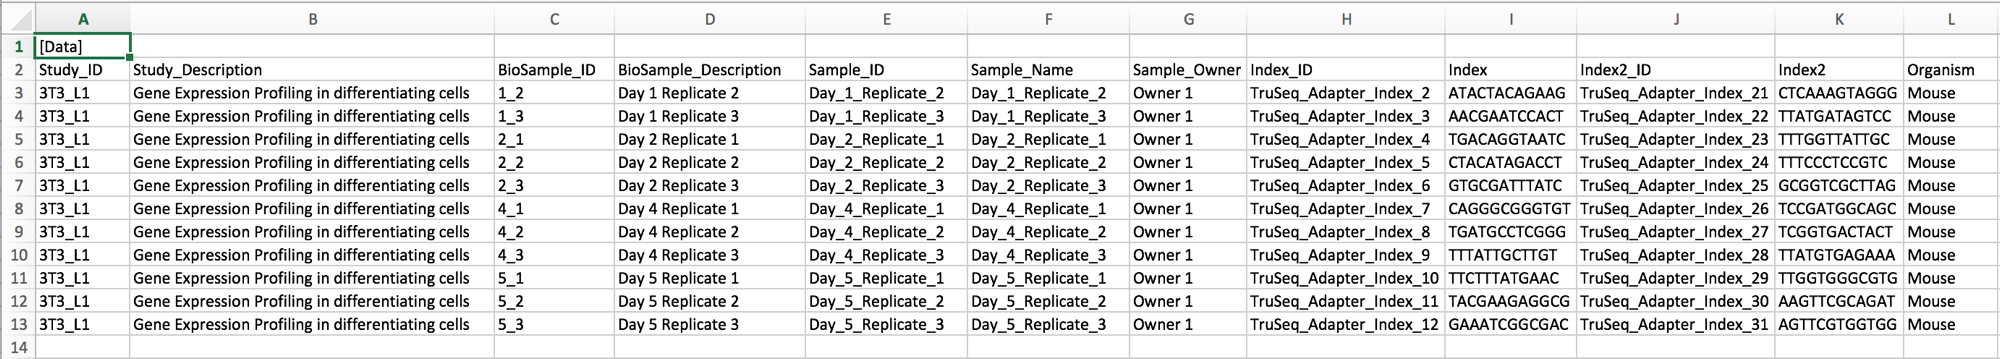 A B C D E F G H I J K L
1 [Data]
2 Study_ID Study_Description BioSample_ID BioSample_Description Sample_ID Sample_Name Sample_Owner Index_ID Index Index2_ID Index2 Organism
3 3T3_L1 Gene Expression Profiling in differentiating cells 1_2 Day 1 Replicate 2 Day_1_Replicate_2 Day_1_Replicate_2 Owner 1 TruSeq_Adapter_Index_2 ATACTACAGAAG TruSeq_Adapter_Index_21 CTCAAAGTAGGG Mouse
4 3T3_L1 Gene Expression Profiling in differentiating cells 1_3 Day 1 Replicate 3 Day_1_Replicate_3 Day_1_Replicate_3 Owner 1 TruSeq_Adapter_Index_3 AACGAATCCACT TruSeq_Adapter_Index_22 TTATGATAGTCC Mouse
5 3T3_L1 Gene Expression Profiling in differentiating cells 2_1 Day 2 Replicate 1 Day_2_Replicate_1 Day_2_Replicate_1 Owner 1 TruSeq_Adapter_Index_4 TGACAGGTAATC TruSeq_Adapter_Index_23 TTTGGTTATTGC Mouse
6 3T3_L1 Gene Expression Profiling in differentiating cells 2_2 Day 2 Replicate 2 Day_2_Replicate_2 Day_2_Replicate_2 Owner 1 TruSeq_Adapter_Index_5 CTACATAGACCT TruSeq_Adapter_Index_24 TTTCCCTCCGTC Mouse
7 3T3_L1 Gene Expression Profiling in differentiating cells 2_3 Day 2 Replicate 3 Day_2_Replicate_3 Day_2_Replicate_3 Owner 1 TruSeq_Adapter_Index_6 GTGCGATTTATC TruSeq_Adapter_Index_25 GCGGTCGCTTAG Mouse
8 3T3_L1 Gene Expression Profiling in differentiating cells 4_1 Day 4 Replicate 1 Day_4_Replicate_1 Day_4_Replicate_1 Owner 1 TruSeq_Adapter_Index_7 CAGGGCGGGTGT TruSeq_Adapter_Index_26 TCCGATGGCAGC Mouse
9 3T3_L1 Gene Expression Profiling in differentiating cells 4_2 Day 4 Replicate 2 Day_4_Replicate_2 Day_4_Replicate_2 Owner 1 TruSeq_Adapter_Index_8 TGATGCCTCGGG TruSeq_Adapter_Index_27 TCGGTGACTACT Mouse
10 3T3_L1 Gene Expression Profiling in differentiating cells 4_3 Day 4 Replicate 3 Day_4_Replicate_3 Day_4_Replicate_3 Owner 1 TruSeq_Adapter_Index_9 TTTATTGCTTGT TruSeq_Adapter_Index_28 TTATGTGAGAAA Mouse
11 3T3_L1 Gene Expression Profiling in differentiating cells 5_1 Day 5 Replicate 1 Day_5_Replicate_1 Day_5_Replicate_1 Owner 1 TruSeq_Adapter_Index_10 TTCTTTATGAAC TruSeq_Adapter_Index_29 TTGGTGGGCGTG Mouse
12 3T3_L1 Gene Expression Profiling in differentiating cells 5_2 Day 5 Replicate 2 Day_5_Replicate_2 Day_5_Replicate_2 Owner 1 TruSeq_Adapter_Index_11 TACGAAGAGGCG TruSeq_Adapter_Index_30 AAGTTCGCAGAT Mouse
13 3T3_L1 Gene Expression Profiling in differentiating cells 5_3 Day 5 Replicate 3 Day_5_Replicate_3 Day_5_Replicate_3 Owner 1 TruSeq_Adapter_Index_12 GAAATCGGCGAC TruSeq_Adapter_Index_31 AGTTCGTGGTGG Mouse
14